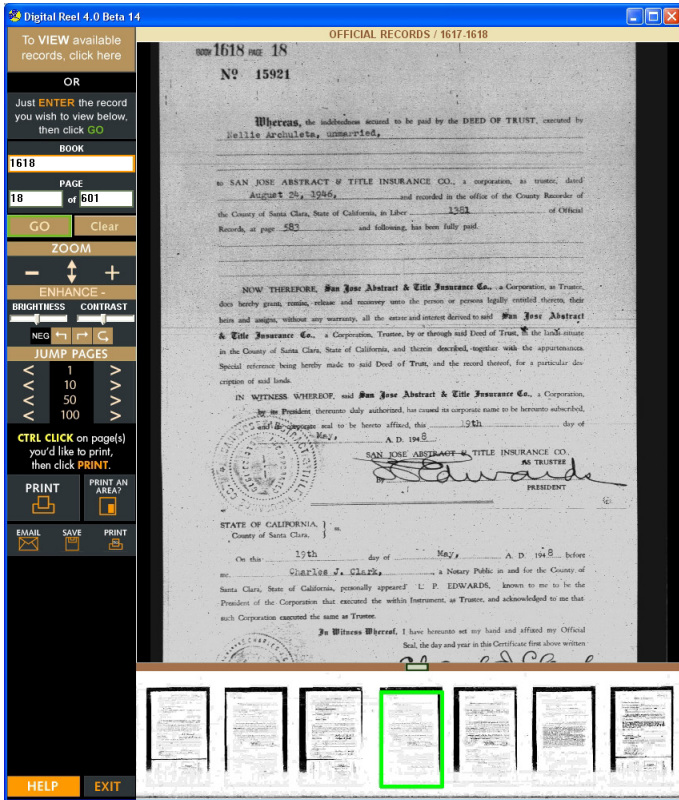 Digital Reel 4.0 Beta 14
To VIEW available
records, click here
OR
Just ENTER the record
you wish to view below,
then click GO
BOOK
1618
PAGE
18 of 601
GO Clear
ZOOM
ENHANCE -
BRIGHTNESS CONTRAST
NEG
JUMP PAGES
< 1 >
< 10 >
< 50 >
< 100 >
CTRL CLICK on page(s)
you'd like to print,
then click PRINT.
PRINT
PRINT AN
AREA?
EMAIL SAVE PRINT
HELP EXIT
OFFICIAL RECORDS / 1617-1618
BOOK 1618 PAGE 18
Nº 15921
Whereas, the indebtedness secured to be paid by the DEED OF TRUST, executed by
Nellie Archuleta, unmarried,
to SAN JOSE ABSTRACT & TITLE INSURANCE CO., a corporation, as trustee, dated
August 24, 1946, and recorded in the office of the County Recorder of
the County of Santa Clara, State of California, in Liber 1381 of Official
Records, at page 583 and following, has been fully paid.
NOW THEREFORE, San Jose Abstract & Title Insurance Co., a Corporation, as Trustee,
does hereby grant, remise, release and reconvey unto the person or persons legally entitled thereto, their
heirs and assigns, without any warranty, all the estate and interest derived to said San Jose Abstract
& Title Insurance Co., a Corporation, Trustee, by or through said Deed of Trust, in the lands situate
in the County of Santa Clara, State of California, and therein described, together with the appurtenances.
Special reference being hereby made to said Deed of Trust, and the record thereof, for a particular des-
cription of said lands.
IN WITNESS WHEREOF, said San Jose Abstract & Title Insurance Co., a Corporation,
by its President thereunto duly authorized, has caused its corporate name to be hereunto subscribed,
and its corporate seal to be hereto affixed, this 19th day of
May, A. D. 1948
SAN JOSE ABSTRACT & TITLE INSURANCE CO.,
AS TRUSTEE
By Edwards
PRESIDENT
STATE OF CALIFORNIA, } ss.
County of Santa Clara,
On this 19th day of May, A. D. 1948 before
me, Charles J. Clark, a Notary Public in and for the County of
Santa Clara, State of California, personally appeared L. P. EDWARDS, known to me to be the
President of the Corporation that executed the within Instrument, as Trustee, and acknowledged to me that
such Corporation executed the same as Trustee.
In Witness Whereof, I have hereunto set my hand and affixed my Official
Seal, the day and year in this Certificate first above written